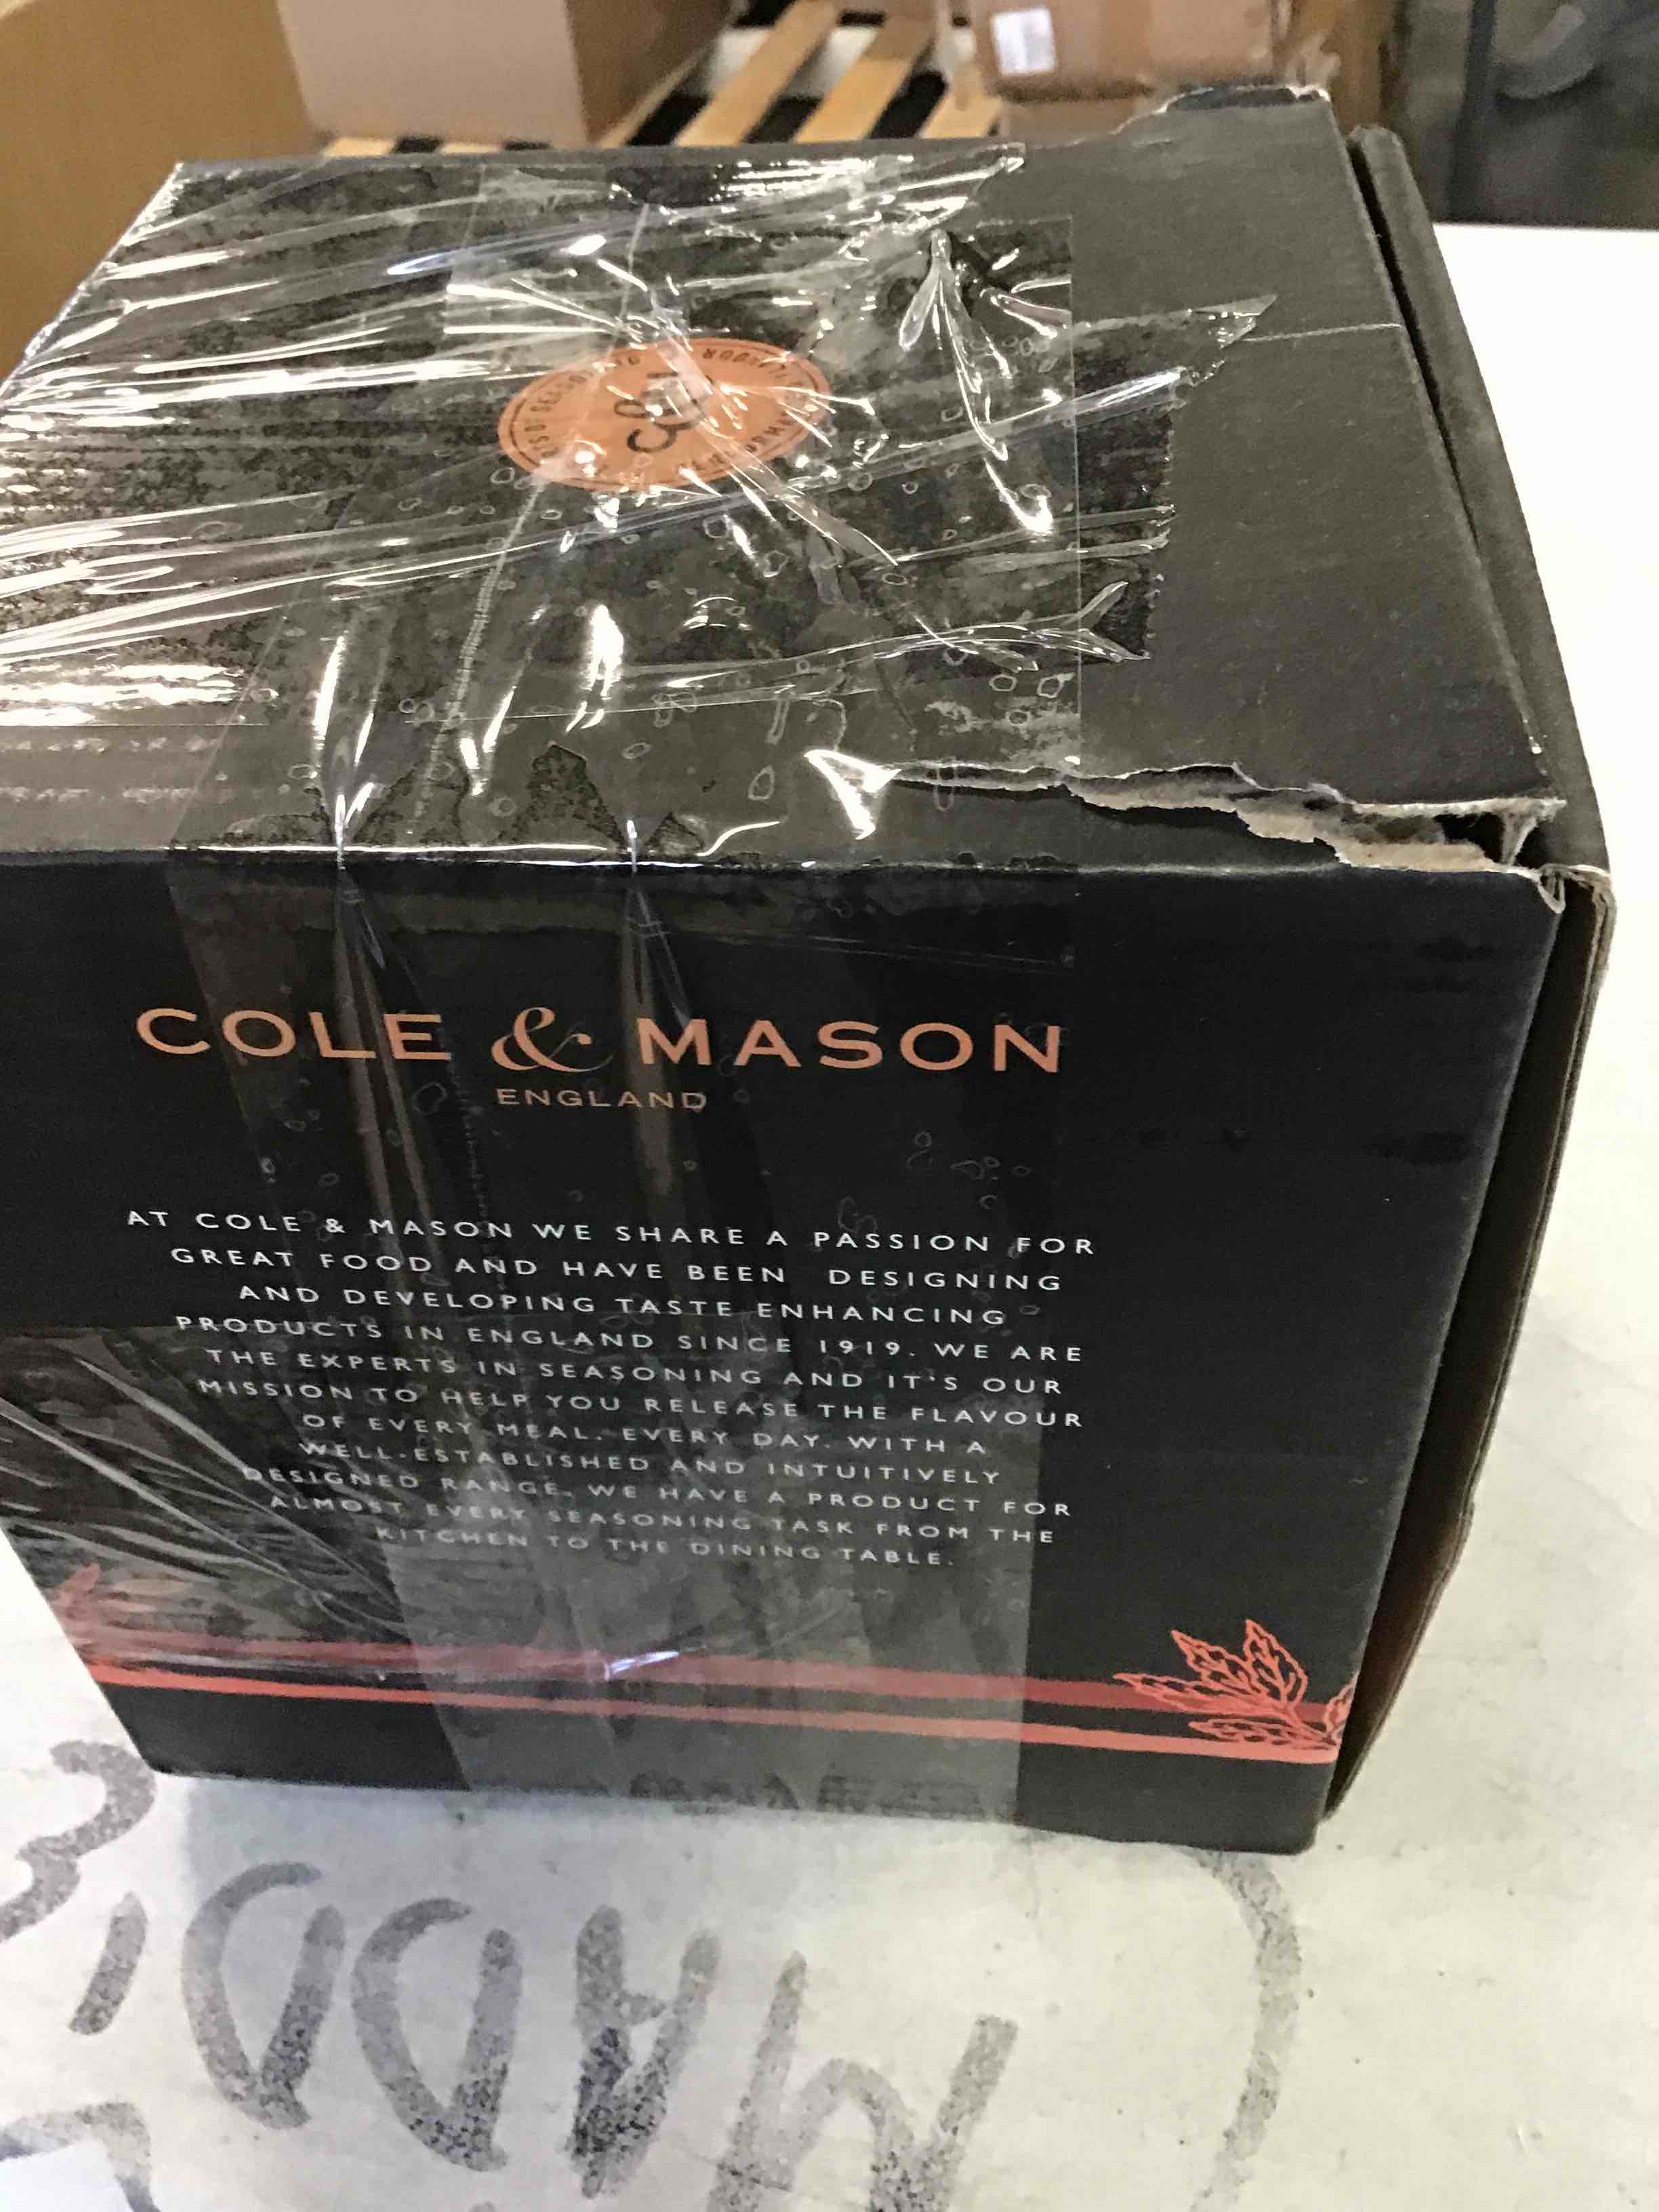 COLE & MASON
ENGLAND
AT COLE & MASON WE SHARE A PASSION FOR
GREAT FOOD AND HAVE BEEN DESIGNING
AND DEVELOPING TASTE ENHANCING
PRODUCTS IN ENGLAND SINCE 1919. WE ARE
THE EXPERTS IN SEASONING AND IT'S OUR
MISSION TO HELP YOU RELEASE THE FLAVOUR
OF EVERY MEAL. EVERY DAY. WITH A
WELL-ESTABLISHED AND INTUITIVELY
DESIGNED RANGE, WE HAVE A PRODUCT FOR
ALMOST EVERY SEASONING TASK FROM THE
KITCHEN TO THE DINING TABLE.